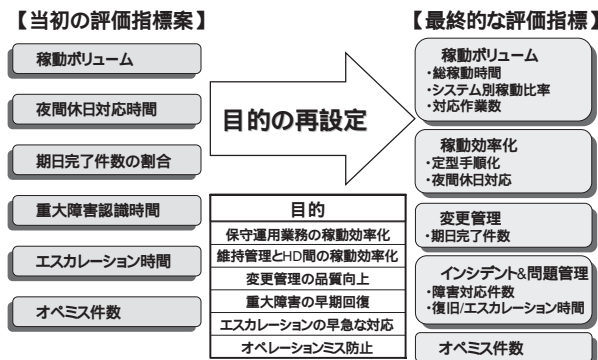 【当初の評価指標案】
稼動ボリューム
夜間休日対応時間
期日完了件数の割合
重大障害認識時間
エスカレーション時間
オペミス件数
目的の再設定
目的
保守運用業務の稼動効率化
維持管理とHD間の稼動効率化
変更管理の品質向上
重大障害の早期回復
エスカレーションの早急な対応
オペレーションミス防止
【最終的な評価指標】
稼動ボリューム
・総稼動時間
・システム別稼動比率
・対応作業数
稼動効率化
・定型手順化
・夜間休日対応
変更管理
・期日完了件数
インシデント&問題管理
・障害対応件数
・復旧/エスカレーション時間
オペミス件数